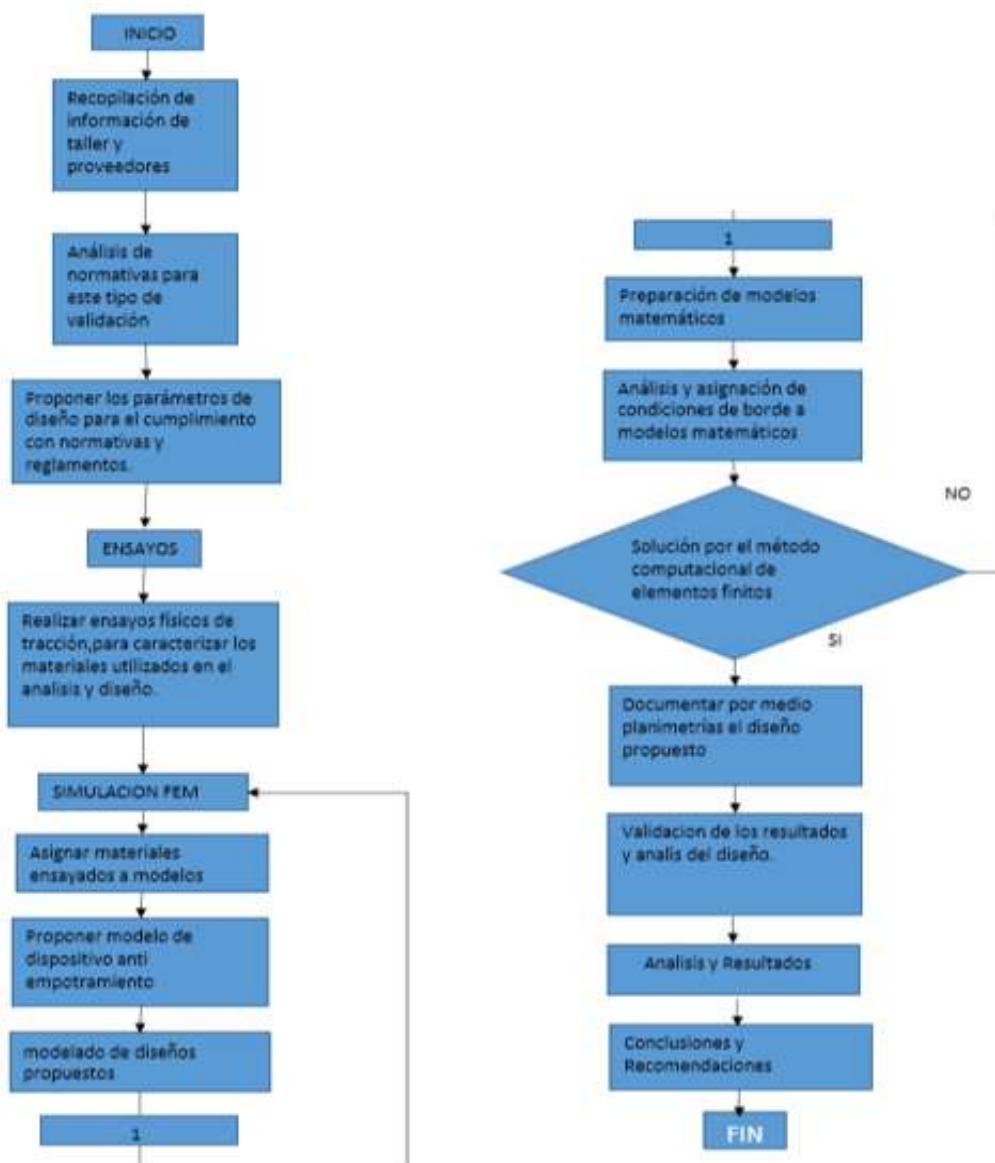 INICIO
Recopilación de
información de
taller y
proveedores
Análisis de
normativas para
este tipo de
validación
Proponer los parámetros de
diseño para el cumplimiento
con normativas y
reglamentos.
ENSAYOS
Realizar ensayos físicos de
tracción,para caracterizar los
materiales utilizados en el
analisis y diseño.
SIMULACION FEM
Asignar materiales
ensayados a modelos
Proponer modelo de
dispositivo anti
empotramiento
modelado de diseños
propuestos
1
1
Preparación de modelos
matemáticos
Análisis y asignación de
condiciones de borde a
modelos matemáticos
NO
Solución por el método
computacional de
elementos finitos
SI
Documentar por medio
planimetrías el diseño
propuesto
Validacion de los resultados
y analis del diseño.
Analisis y Resultados
Conclusiones y
Recomendaciones
FIN